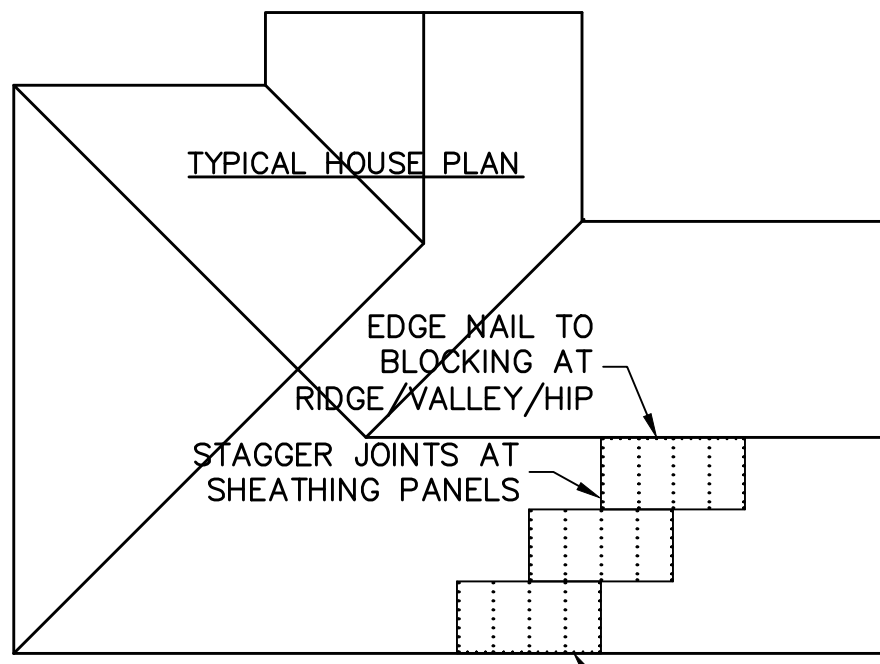 TYPICAL HOUSE PLAN
EDGE NAIL TO
BLOCKING AT
RIDGE/VALLEY/HIP
STAGGER JOINTS AT
SHEATHING PANELS